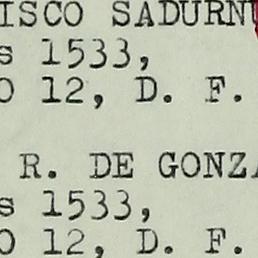 ISCO SADURN
s 1533,
O 12, D. F.
R. DE GONZ
s 1533,
O 12, D. F.